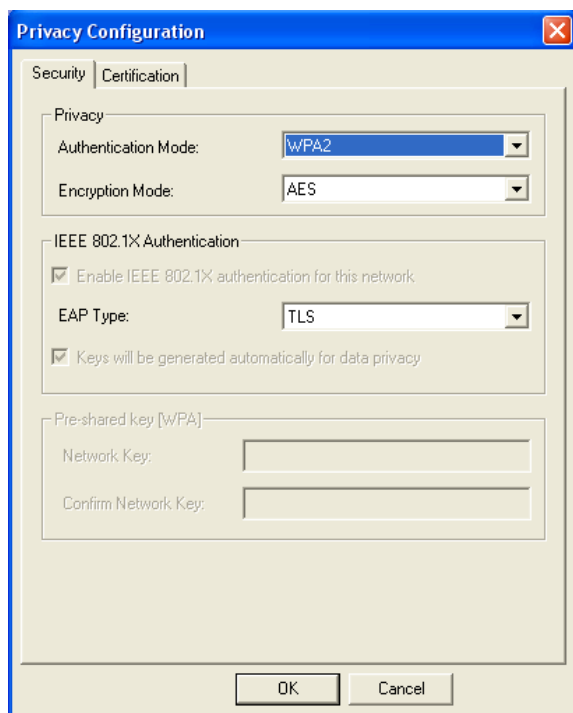 Privacy Configuration
Security Certification
Privacy
Authentication Mode: WPA2
Encryption Mode: AES
IEEE 802.1X Authentication
Enable IEEE 802.1X authentication for this network
EAP Type: TLS
Keys will be generated automatically for data privacy
Pre-shared key [WPA]
Network Key:
Confirm Network Key:
OK Cancel